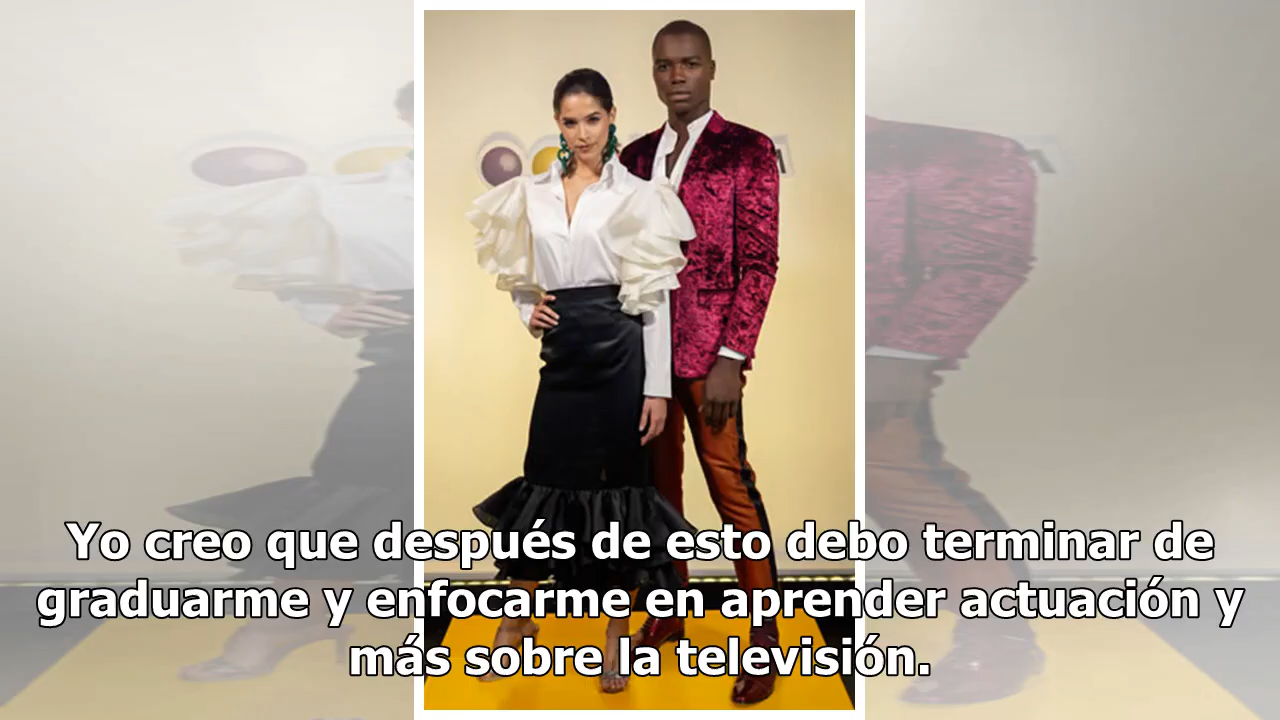 Yo creo que después de esto debo terminar de
graduarme y enfocarme en aprender actuación y
más sobre la televisión.